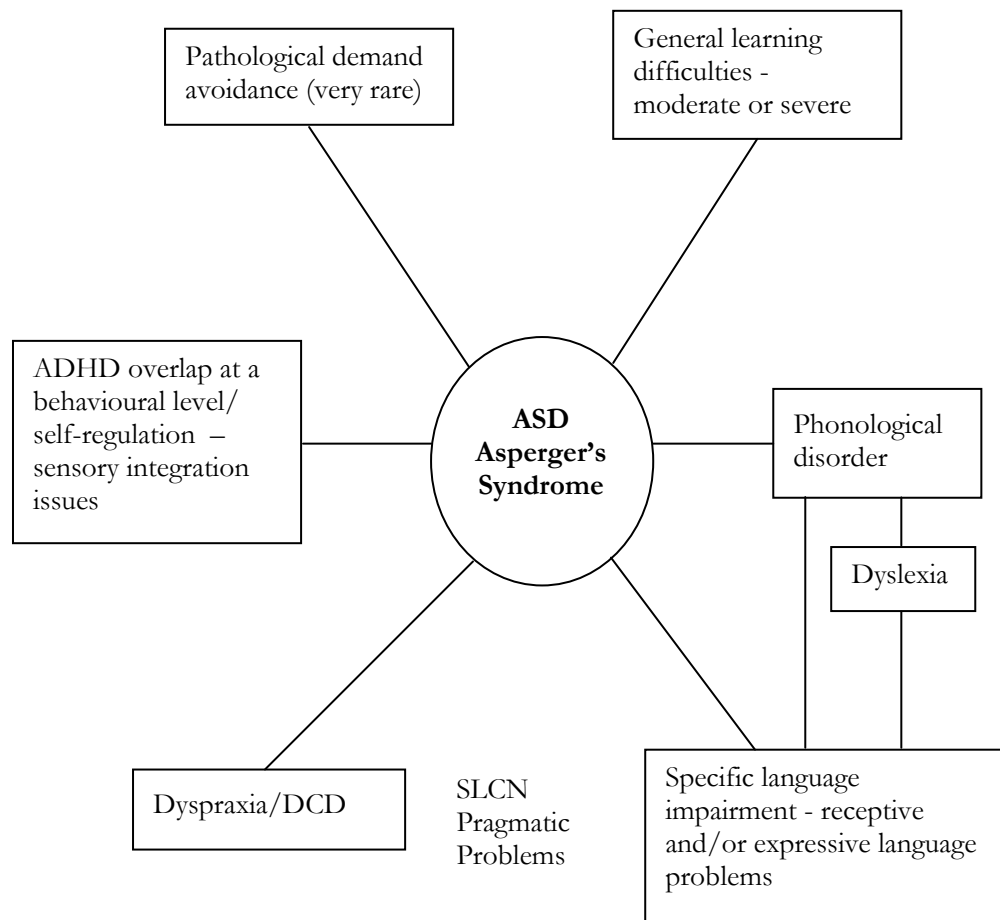 Pathological demand
avoidance (very rare)
General learning
difficulties -
moderate or severe
ADHD overlap at a
behavioural level/
self-regulation –
sensory integration
issues
ASD
Asperger’s
Syndrome
Phonological
disorder
Dyslexia
Dyspraxia/DCD
SLCN
Pragmatic
Problems
Specific language
impairment - receptive
and/or expressive language
problems